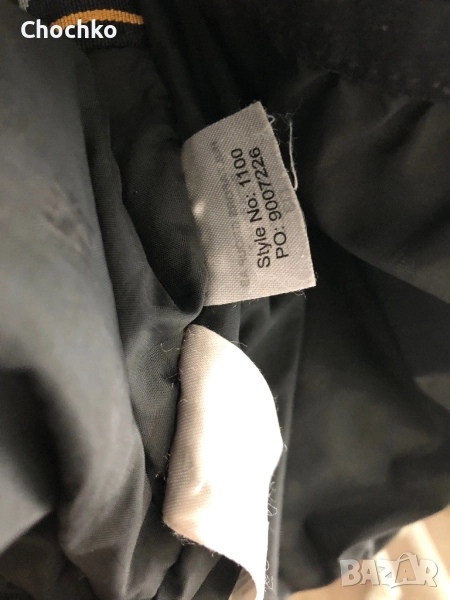 Chochko
Style No: 1100
PO: 9007226
BAZAR